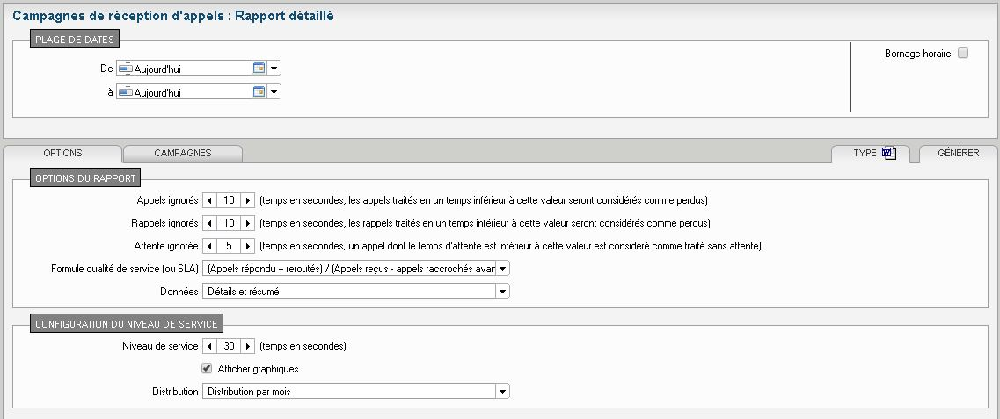 Campagnes de réception d'appels : Rapport détaillé
PLAGE DE DATES
De Aujourd'hui
Bornage horaire
à Aujourd'hui
OPTIONS CAMPAGNES TYPE GÉNÉRER
OPTIONS DU RAPPORT
Appels ignorés 10 (temps en secondes, les appels traités en un temps inférieur à cette valeur seront considérés comme perdus)
Rappels ignorés 10 (temps en secondes, les rappels traités en un temps inférieur à cette valeur seront considérés comme perdus)
Attente ignorée 5 (temps en secondes, un appel dont le temps d'attente est inférieur à cette valeur est considéré comme traité sans attente)
Formule qualité de service (ou SLA) (Appels répondu + reroutés) / (Appels reçus - appels raccrochés avar
Données Détails et résumé
CONFIGURATION DU NIVEAU DE SERVICE
Niveau de service 30 (temps en secondes)
Afficher graphiques
Distribution Distribution par mois